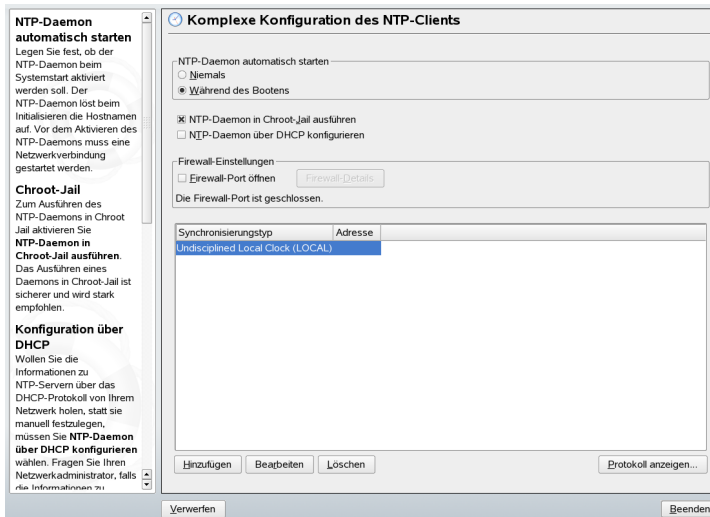 NTP-Daemon
automatisch starten
Legen Sie fest, ob der
NTP-Daemon beim
Systemstart aktiviert
werden soll. Der
NTP-Daemon löst beim
Initialisieren die Hostnamen
auf. Vor dem Aktivieren des
NTP-Daemons muss eine
Netzwerkverbindung
gestartet werden.
Chroot-Jail
Zum Ausführen des
NTP-Daemons in Chroot
Jail aktivieren Sie
NTP-Daemon in
Chroot-Jail ausführen.
Das Ausführen eines
Daemons in Chroot-Jail ist
sicherer und wird stark
empfohlen.
Konfiguration über
DHCP
Wollen Sie die
Informationen zu
NTP-Servern über das
DHCP-Protokoll von Ihrem
Netzwerk holen, statt sie
manuell festzulegen,
müssen Sie NTP-Daemon
über DHCP konfigurieren
wählen. Fragen Sie Ihren
Netzwerkadministrator, falls
die Informationen zu
Komplexe Konfiguration des NTP-Clients
NTP-Daemon automatisch starten
Niemals
Während des Bootens
NTP-Daemon in Chroot-Jail ausführen
NTP-Daemon über DHCP konfigurieren
Firewall-Einstellungen
Firewall-Port öffnen Firewall-Details
Die Firewall-Port ist geschlossen.
Synchronisierungstyp Adresse
Undisciplined Local Clock (LOCAL)
Hinzufügen Bearbeiten Löschen Protokoll anzeigen...
Verwerfen Beenden